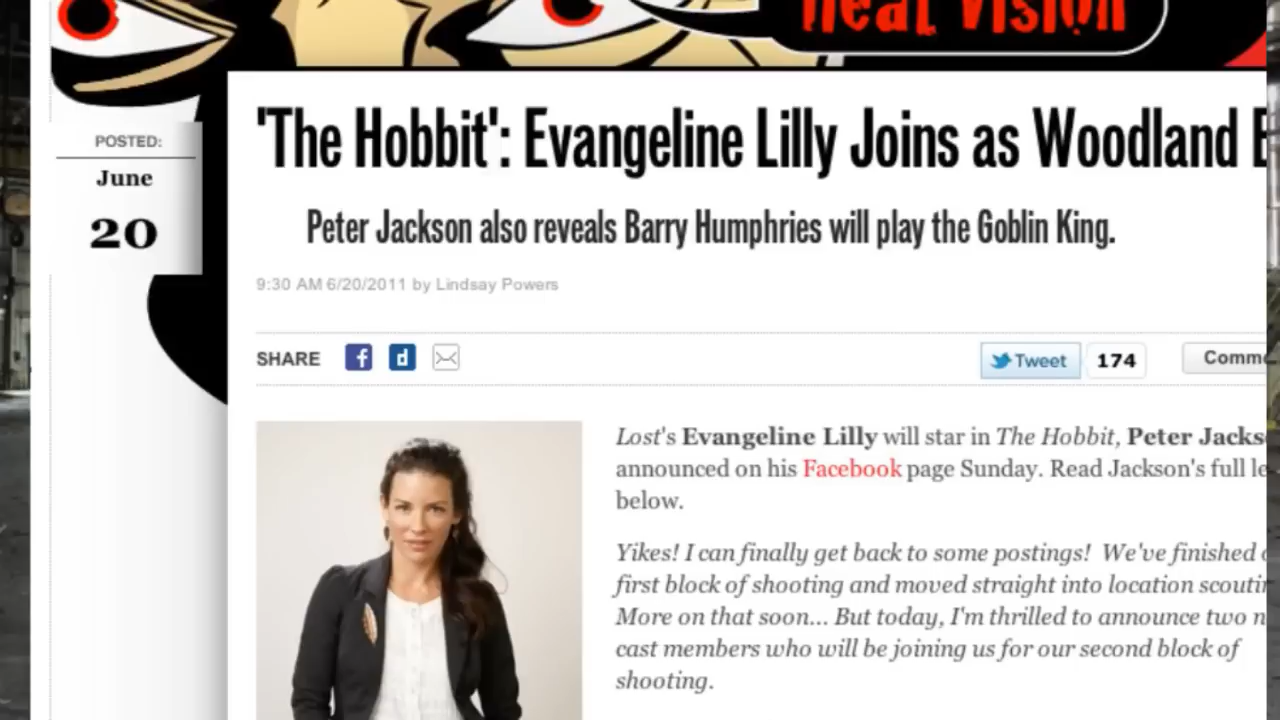 Heat Vision
'The Hobbit': Evangeline Lilly Joins as Woodland
Peter Jackson also reveals Barry Humphries will play the Goblin King.
POSTED:
June
20
9:30 AM 6/20/2011 by Lindsay Powers
SHARE
Tweet
174
Comm
Lost's Evangeline Lilly will star in The Hobbit, Peter Jacks
announced on his Facebook page Sunday. Read Jackson's full le
below.
Yikes! I can finally get back to some postings! We've finished
first block of shooting and moved straight into location scoutin
More on that soon... But today, I'm thrilled to announce two n
cast members who will be joining us for our second block of
shooting.